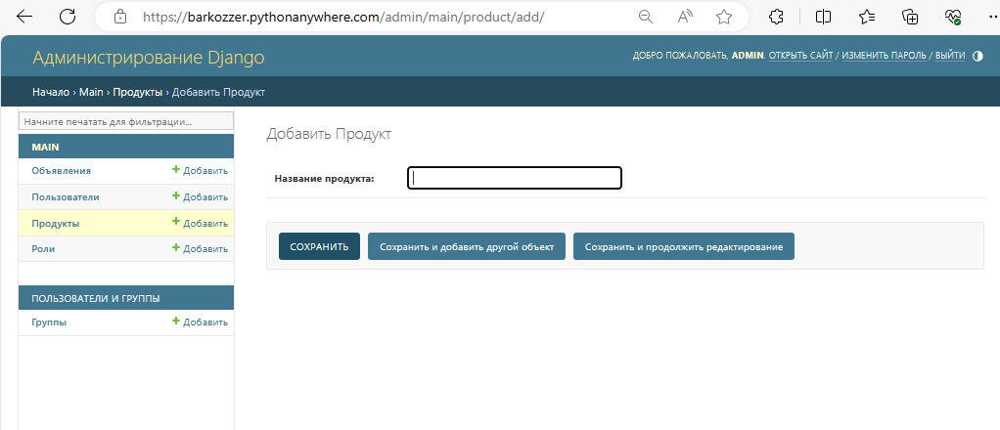 https://barkozzer.pythonanywhere.com/admin/main/product/add/
Администрирование Django
ДОБРО ПОЖАЛОВАТЬ, ADMIN. ОТКРЫТЬ САЙТ / ИЗМЕНИТЬ ПАРОЛЬ / ВЫЙТИ
Начало › Main › Продукты › Добавить Продукт
Начните печатать для фильтрации...
Добавить Продукт
MAIN
Объявления Добавить
Название продукта:
Пользователи Добавить
Продукты Добавить
Роли Добавить
СОХРАНИТЬ Сохранить и добавить другой объект Сохранить и продолжить редактирование
ПОЛЬЗОВАТЕЛИ И ГРУППЫ
Группы Добавить